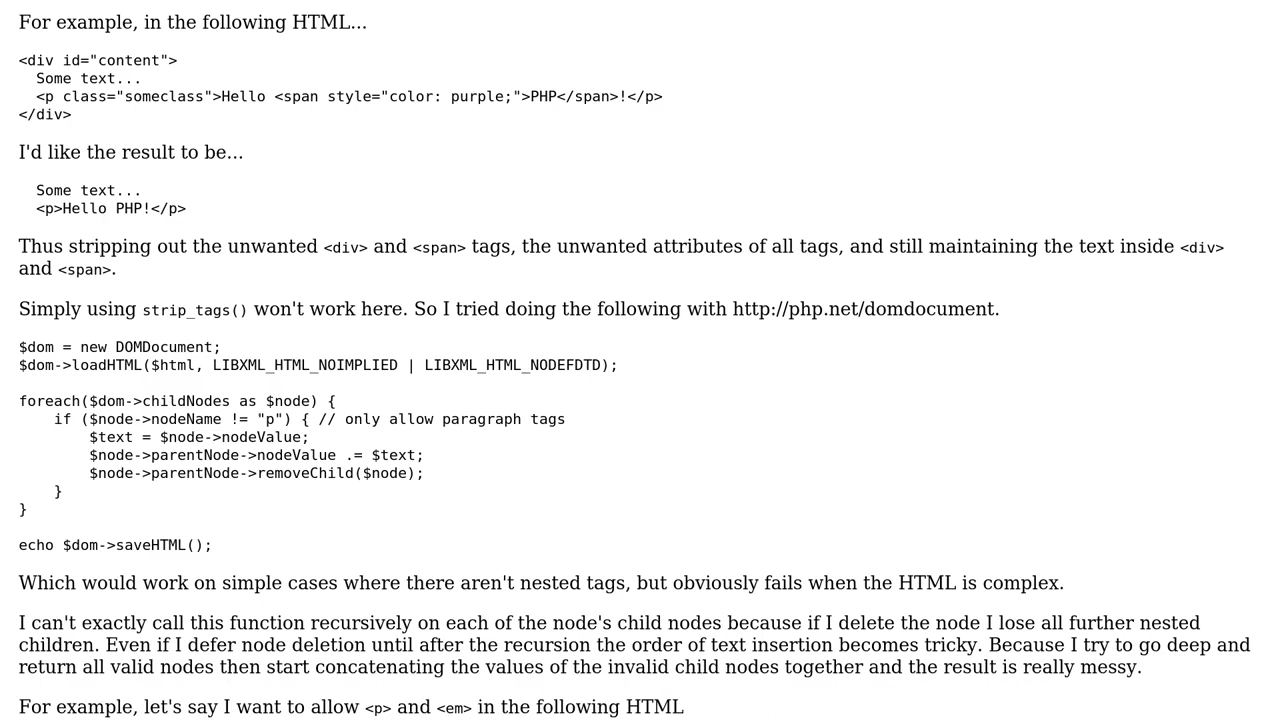 For example, in the following HTML...
<div id="content">
  Some text...
  <p class="someclass">Hello <span style="color: purple;">PHP</span>!</p>
</div>
I'd like the result to be...
  Some text...
  <p>Hello PHP!</p>
Thus stripping out the unwanted <div> and <span> tags, the unwanted attributes of all tags, and still maintaining the text inside <div>
and <span>.
Simply using strip_tags() won't work here. So I tried doing the following with http://php.net/domdocument.
$dom = new DOMDocument;
$dom->loadHTML($html, LIBXML_HTML_NOIMPLIED | LIBXML_HTML_NODEFDTD);
foreach($dom->childNodes as $node) {
    if ($node->nodeName != "p") { // only allow paragraph tags
        $text = $node->nodeValue;
        $node->parentNode->nodeValue .= $text;
        $node->parentNode->removeChild($node);
    }
}
echo $dom->saveHTML();
Which would work on simple cases where there aren't nested tags, but obviously fails when the HTML is complex.
I can't exactly call this function recursively on each of the node's child nodes because if I delete the node I lose all further nested
children. Even if I defer node deletion until after the recursion the order of text insertion becomes tricky. Because I try to go deep and
return all valid nodes then start concatenating the values of the invalid child nodes together and the result is really messy.
For example, let's say I want to allow <p> and <em> in the following HTML